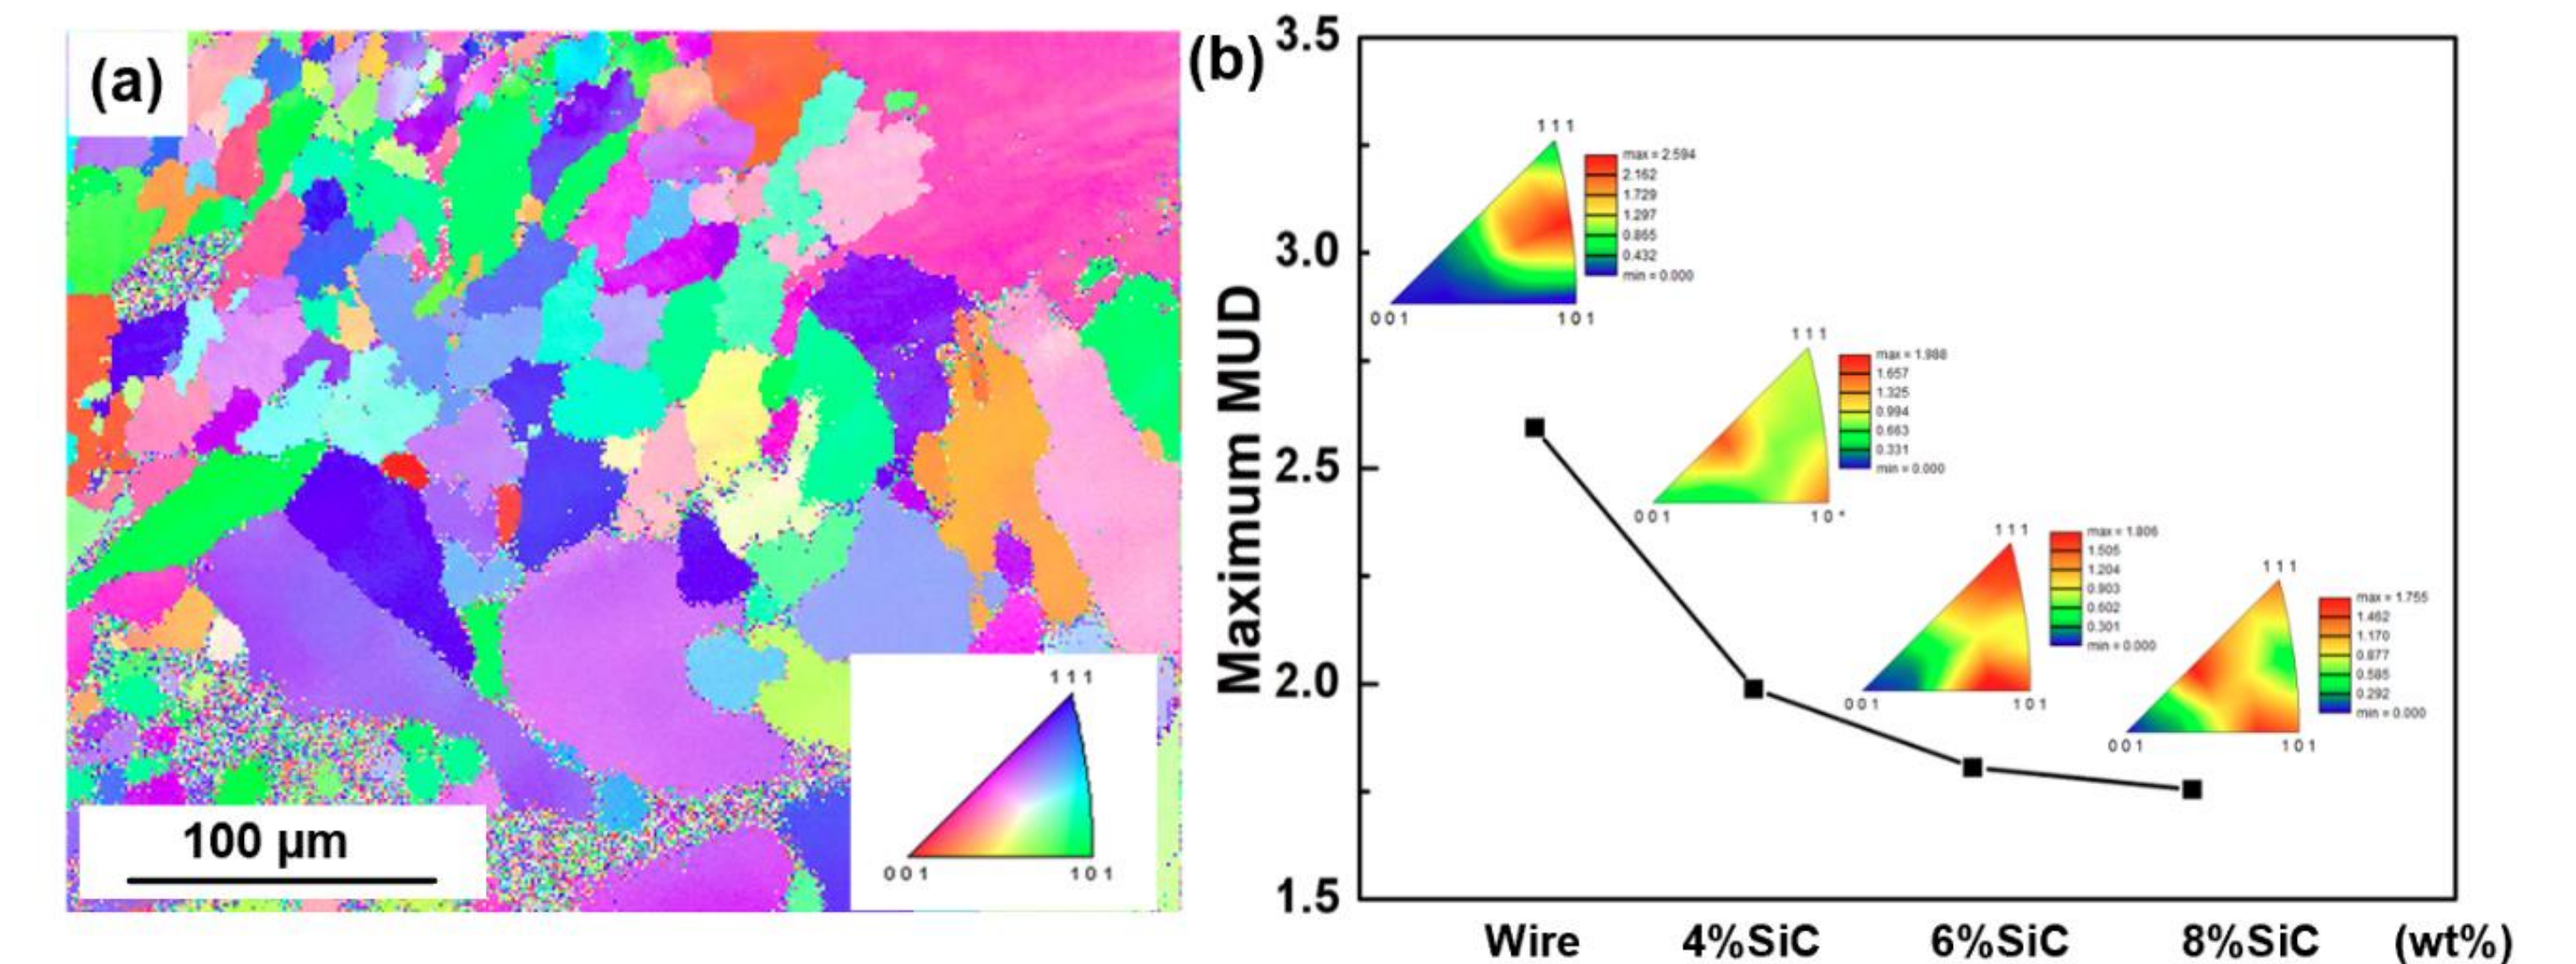 (a)
100 µm
1 1 1
0 0 1
1 0 1
(b)
Maximum MUD
3.5
3.0
2.5
2.0
1.5
1 1 1
0 0 1
1 0 1
max = 2.594
2.162
1.729
1.297
0.865
0.432
min = 0.000
1 1 1
0 0 1
1 0 *
max = 1.988
1.657
1.325
0.994
0.663
0.331
min = 0.000
1 1 1
0 0 1
1 0 1
max = 1.806
1.505
1.204
0.903
0.602
0.301
min = 0.000
1 1 1
0 0 1
1 0 1
max = 1.755
1.462
1.170
0.877
0.585
0.292
min = 0.000
Wire 4%SiC 6%SiC 8%SiC (wt%)